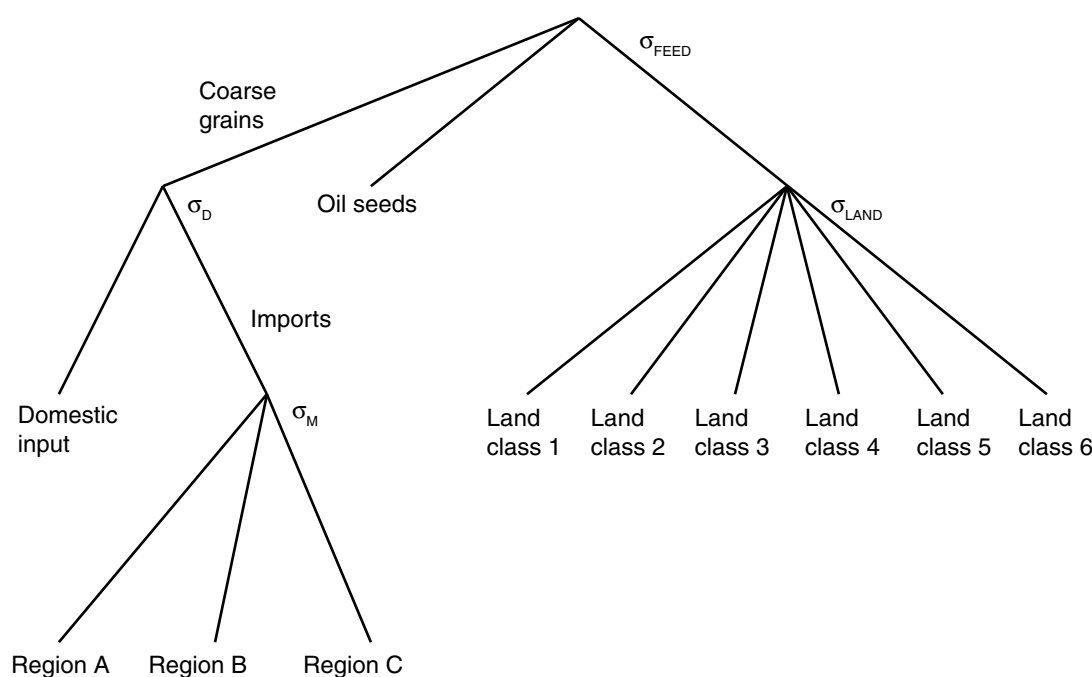 σFEED
Coarse
grains
σD
Oil seeds
σLAND
Imports
Domestic
input
σM
Land
class 1
Land
class 2
Land
class 3
Land
class 4
Land
class 5
Land
class 6
Region A
Region B
Region C